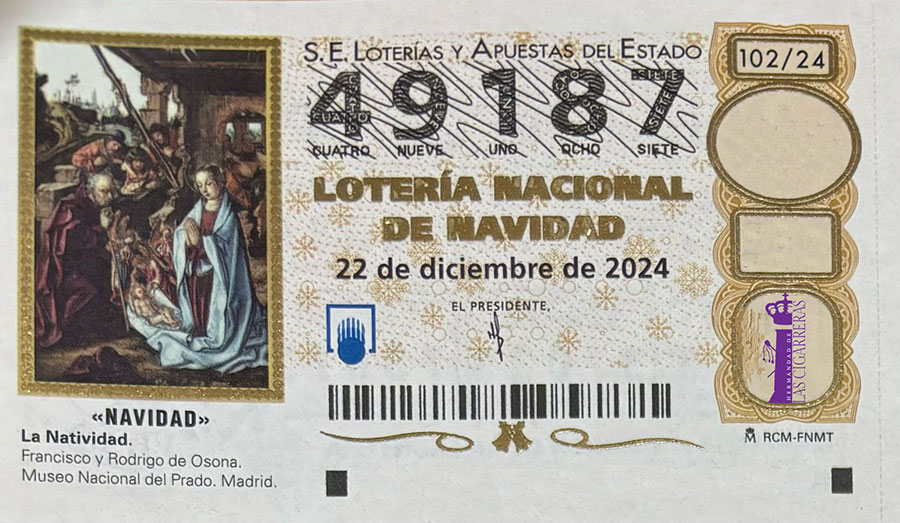 S.E. LOTERÍAS Y APUESTAS DEL ESTADO
102/24
49187
CUATRO NUEVE UNO OCHO SIETE
LOTERÍA NACIONAL
DE NAVIDAD
22 de diciembre de 2024
EL PRESIDENTE,
HERMANDAD DE
LAS CIGARRERAS
«NAVIDAD»
La Natividad.
Francisco y Rodrigo de Osona.
Museo Nacional del Prado. Madrid.
RCM-FNMT